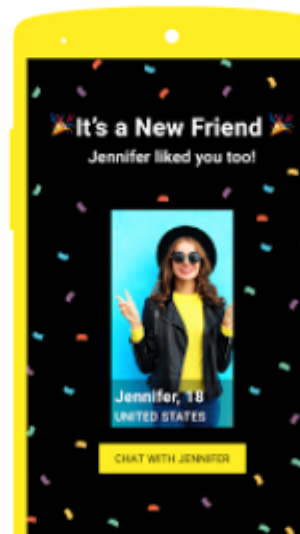 🎉It's a New Friend 🎉
Jennifer liked you too!
Jennifer, 18
UNITED STATES
CHAT WITH JENNIFER